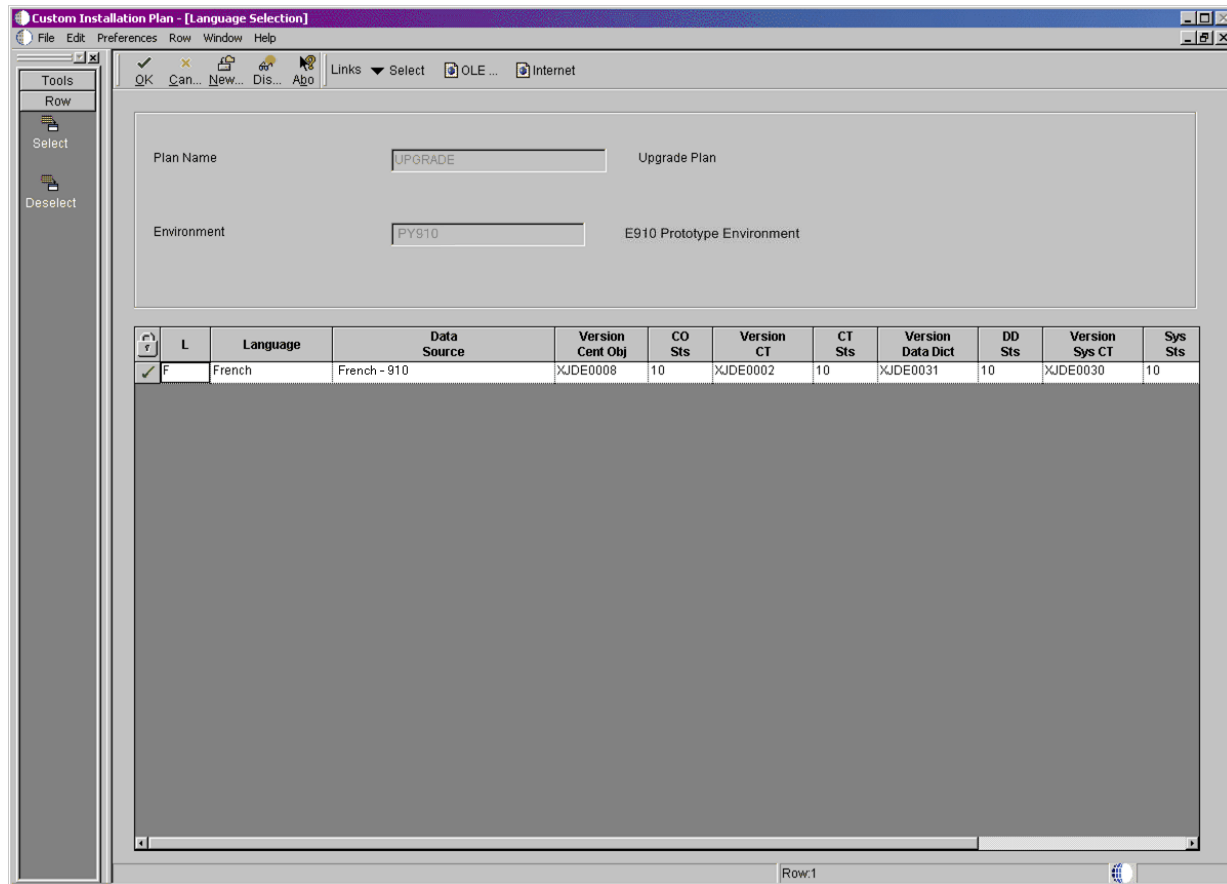 Custom Installation Plan - [Language Selection]
File Edit Preferences Row Window Help
Tools
Row
Select
Deselect
OK Can... New... Dis... Abo Links Select OLE ... Internet
Plan Name UPGRADE Upgrade Plan
Environment PY910 E910 Prototype Environment
L Language Data Source Version Cent Obj CO Sts Version CT CT Sts Version Data Dict DD Sts Version Sys CT Sys Sts
F French French - 910 XJDE0008 10 XJDE0002 10 XJDE0031 10 XJDE0030 10
Row:1